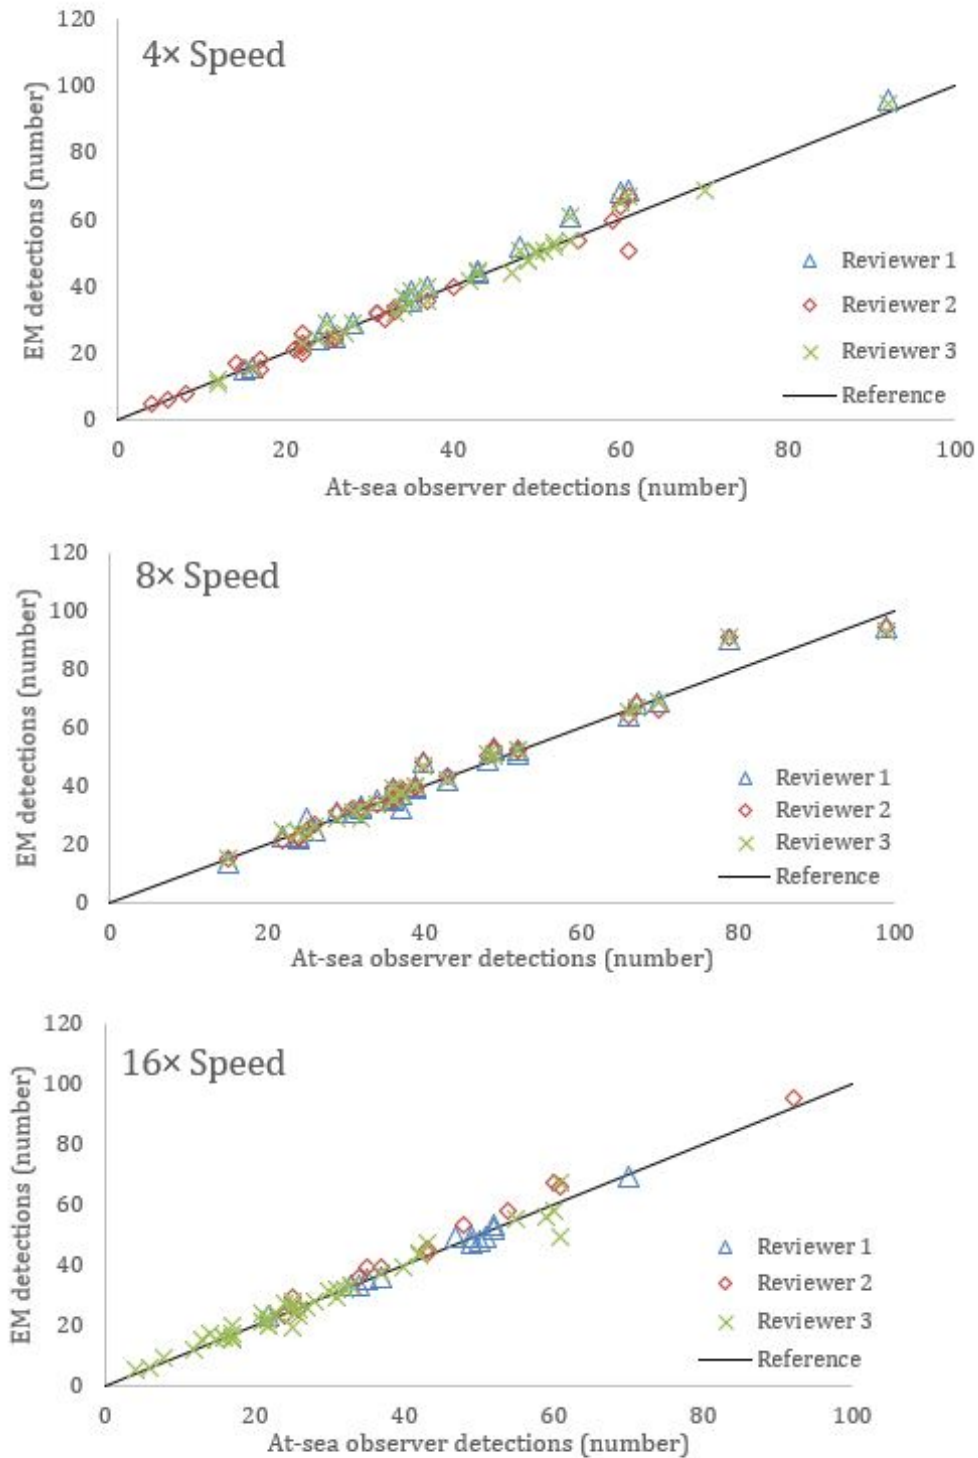 120
4× Speed
100
80
60
40
20
0
EM detections (number)
Reviewer 1
Reviewer 2
Reviewer 3
Reference
0 20 40 60 80 100
At-sea observer detections (number)
120
8× Speed
100
80
60
40
20
0
EM detections (number)
Reviewer 1
Reviewer 2
Reviewer 3
Reference
0 20 40 60 80 100
At-sea observer detections (number)
120
16× Speed
100
80
60
40
20
0
EM detections (number)
Reviewer 1
Reviewer 2
Reviewer 3
Reference
0 20 40 60 80 100
At-sea observer detections (number)